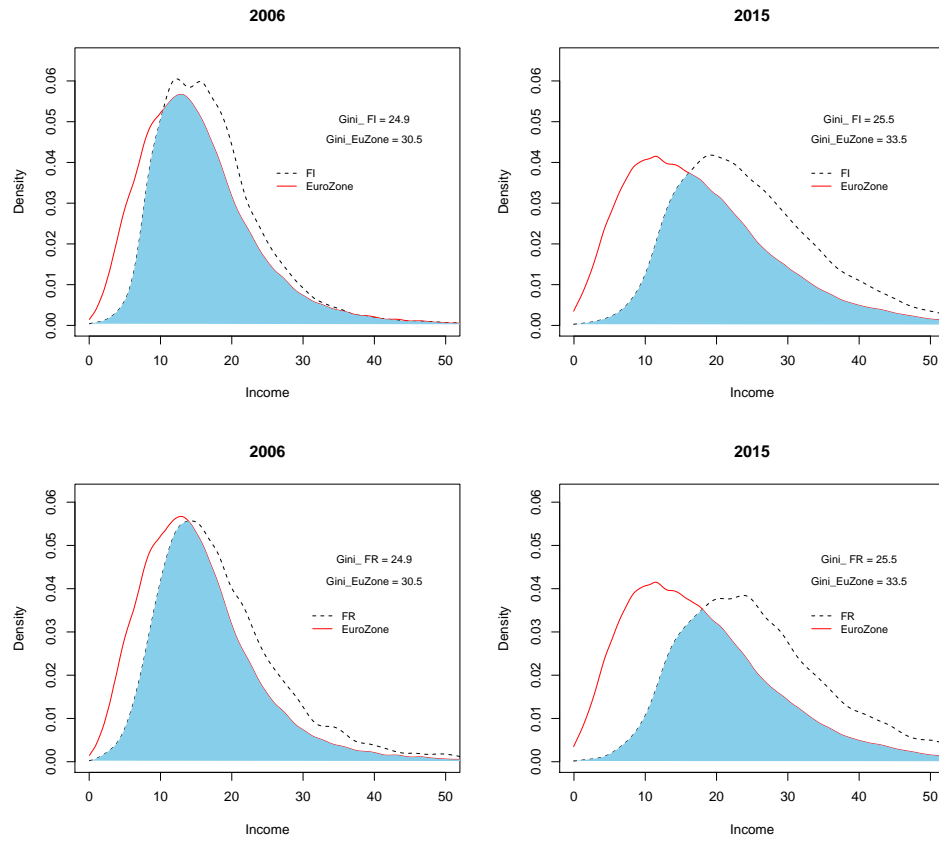 2006
Density
0.00 0.01 0.02 0.03 0.04 0.05 0.06
Gini_ FI = 24.9
Gini_EuZone = 30.5
FI
EuroZone
0 10 20 30 40 50
Income
2015
Density
0.00 0.01 0.02 0.03 0.04 0.05 0.06
Gini_ FI = 25.5
Gini_EuZone = 33.5
FI
EuroZone
0 10 20 30 40 50
Income
2006
Density
0.00 0.01 0.02 0.03 0.04 0.05 0.06
Gini_ FR = 24.9
Gini_EuZone = 30.5
FR
EuroZone
0 10 20 30 40 50
Income
2015
Density
0.00 0.01 0.02 0.03 0.04 0.05 0.06
Gini_ FR = 25.5
Gini_EuZone = 33.5
FR
EuroZone
0 10 20 30 40 50
Income